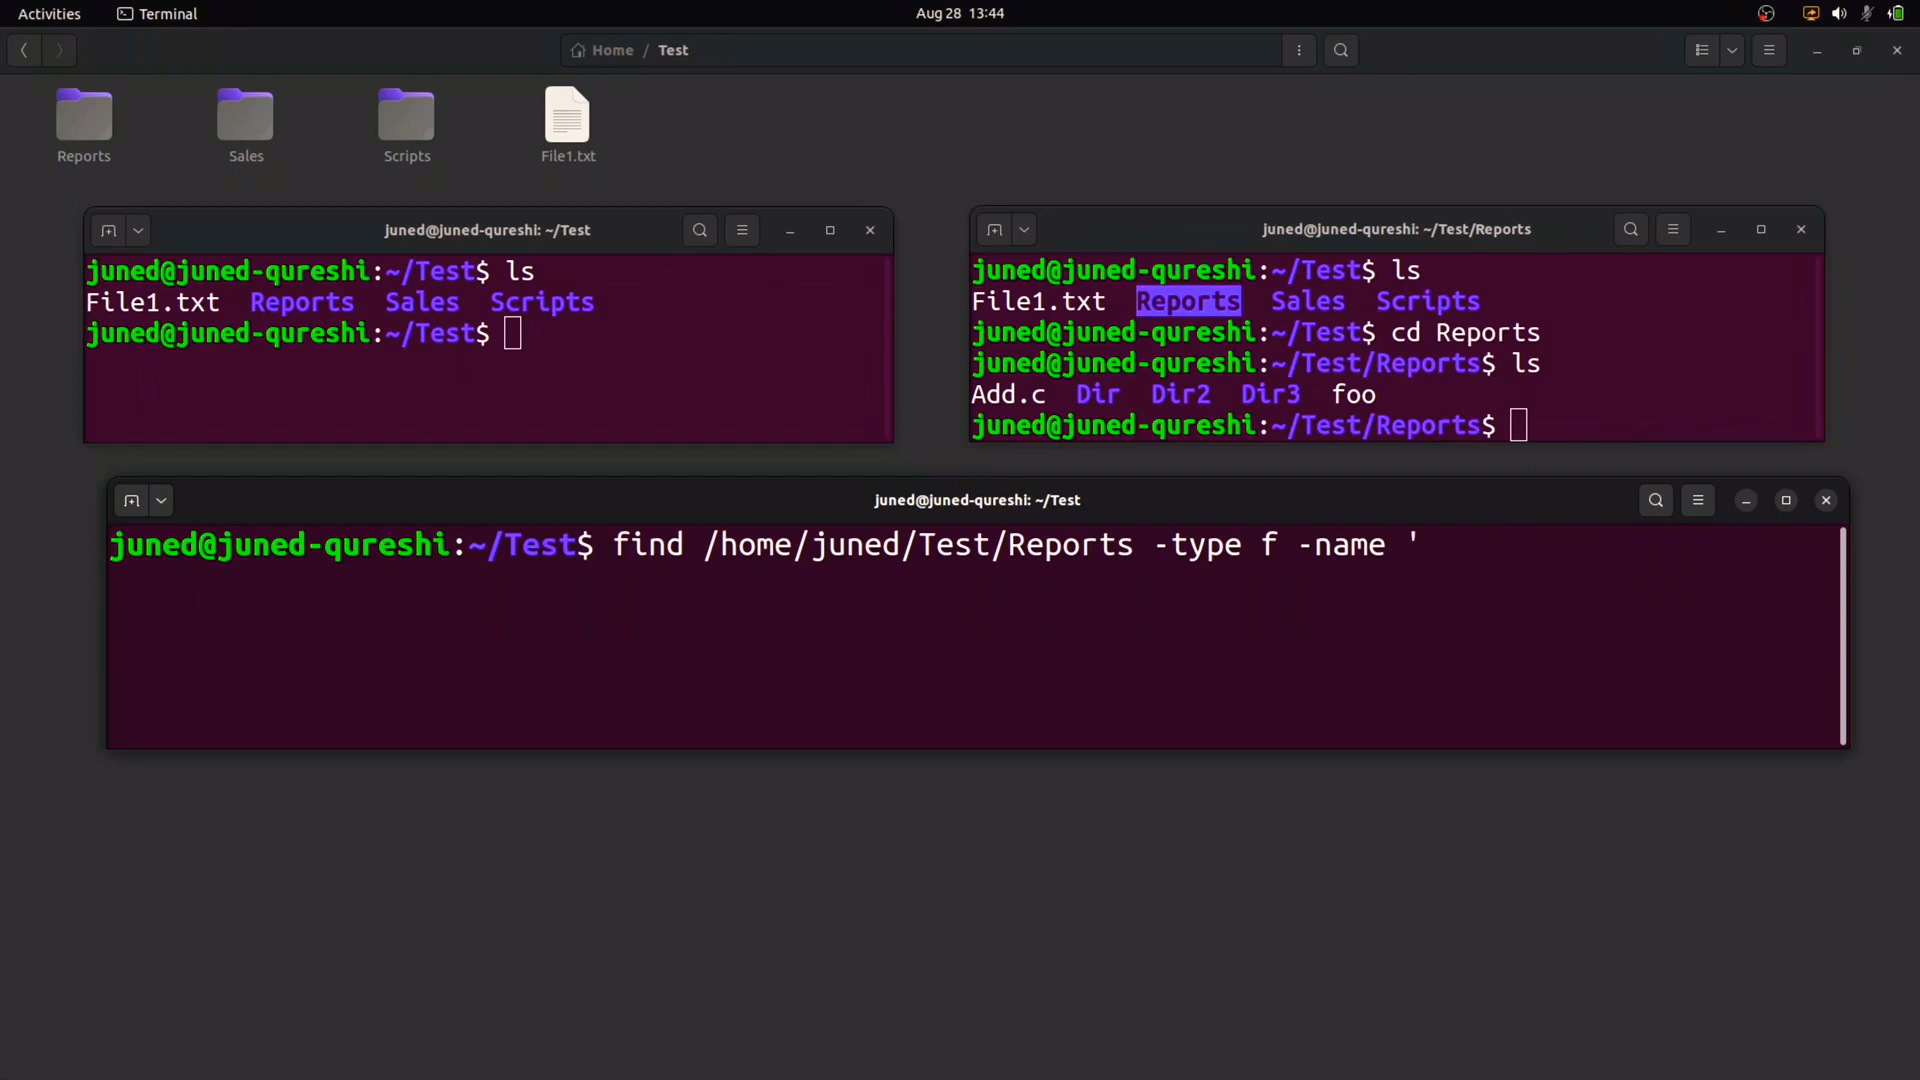 Activities Terminal Aug 28 13:44
Home / Test
Reports Sales Scripts File1.txt
juned@juned-qureshi: ~/Test
juned@juned-qureshi:~/Test$ ls
File1.txt Reports Sales Scripts
juned@juned-qureshi:~/Test$
juned@juned-qureshi: ~/Test/Reports
juned@juned-qureshi:~/Test$ ls
File1.txt Reports Sales Scripts
juned@juned-qureshi:~/Test$ cd Reports
juned@juned-qureshi:~/Test/Reports$ ls
Add.c Dir Dir2 Dir3 foo
juned@juned-qureshi:~/Test/Reports$
juned@juned-qureshi: ~/Test
juned@juned-qureshi:~/Test$ find /home/juned/Test/Reports -type f -name '